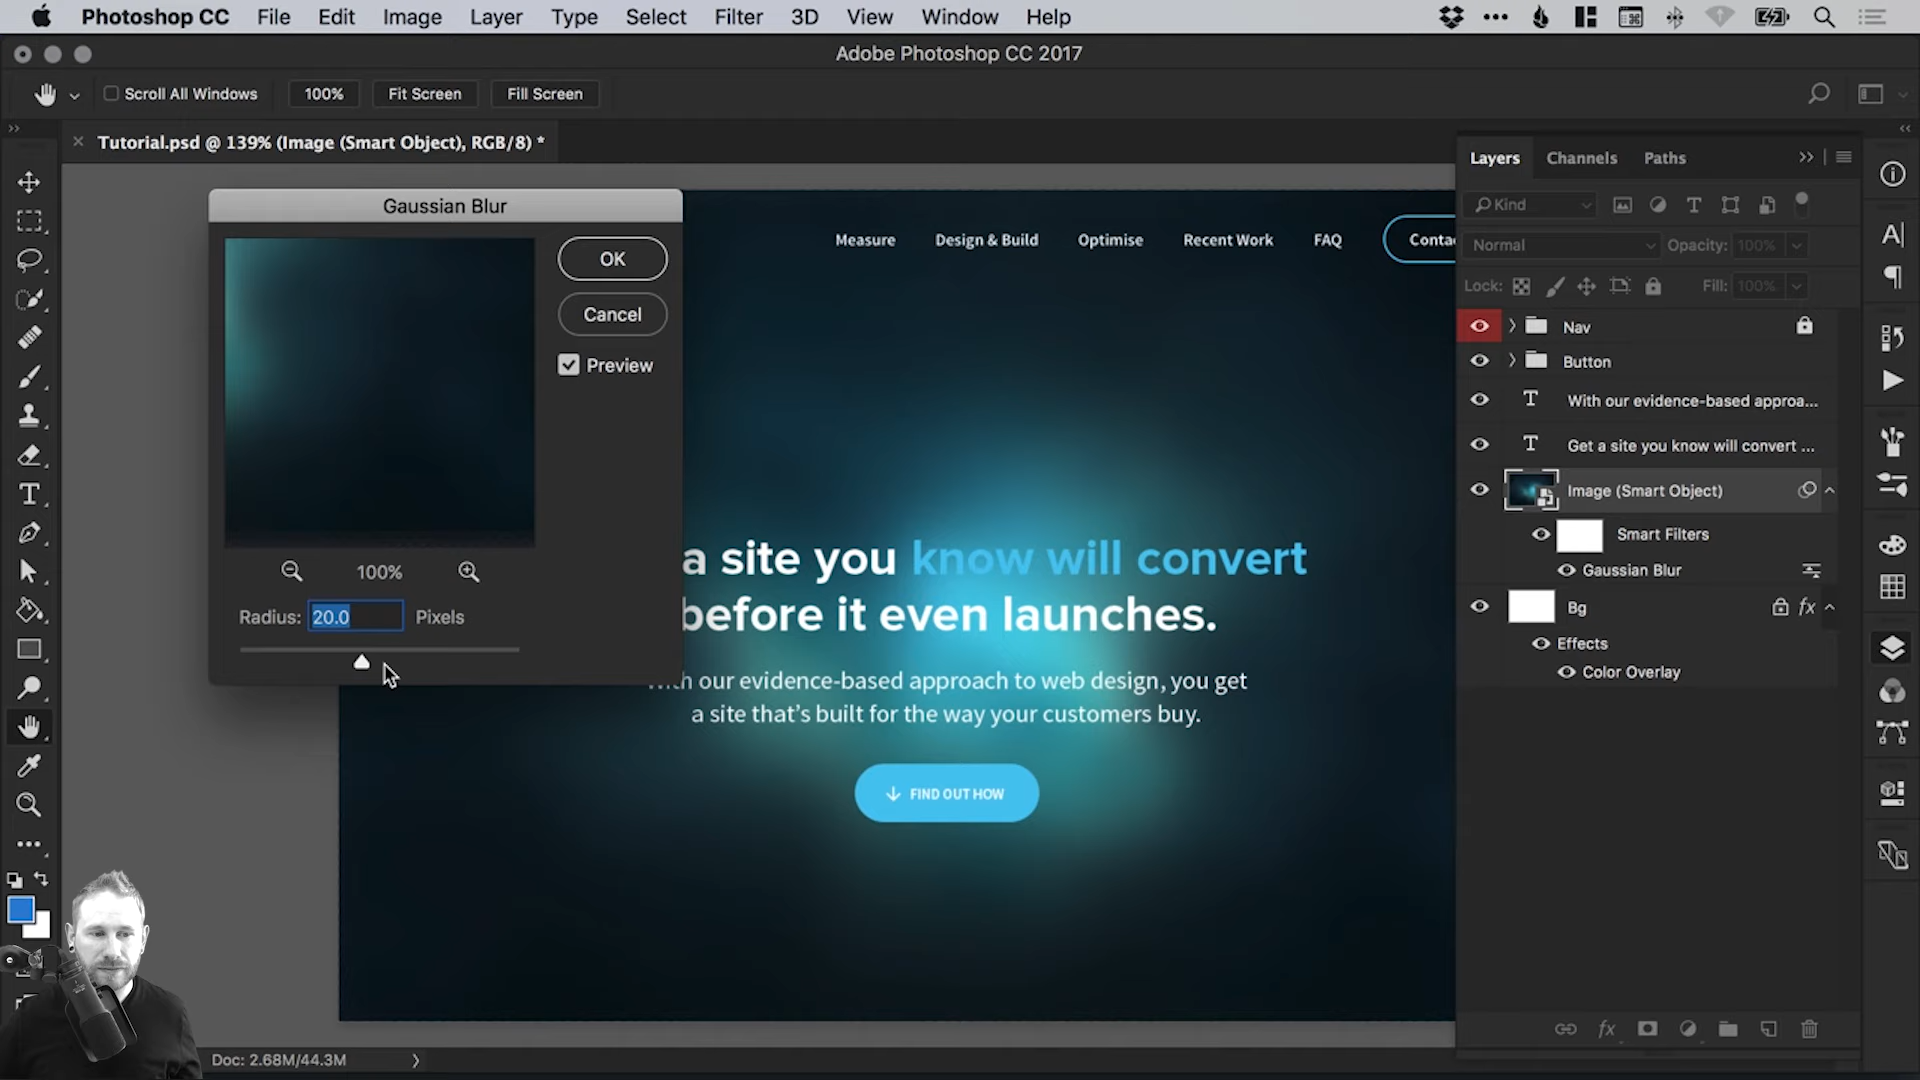 Photoshop CC File Edit Image Layer Type Select Filter 3D View Window Help
Adobe Photoshop CC 2017
Scroll All Windows 100% Fit Screen Fill Screen
Tutorial.psd @ 139% (Image (Smart Object), RGB/8) *
Gaussian Blur
OK
Cancel
Preview
100%
Radius: 20.0 Pixels
Measure Design & Build Optimise Recent Work FAQ Contac
a site you know will convert
before it even launches.
With our evidence-based approach to web design, you get
a site that’s built for the way your customers buy.
FIND OUT HOW
Layers Channels Paths
Kind
Normal Opacity: 100%
Lock: Fill: 100%
Nav
Button
With our evidence-based approa...
Get a site you know will convert ...
Image (Smart Object)
Smart Filters
Gaussian Blur
Bg fx
Effects
Color Overlay
fx
Doc: 2.68M/44.3M